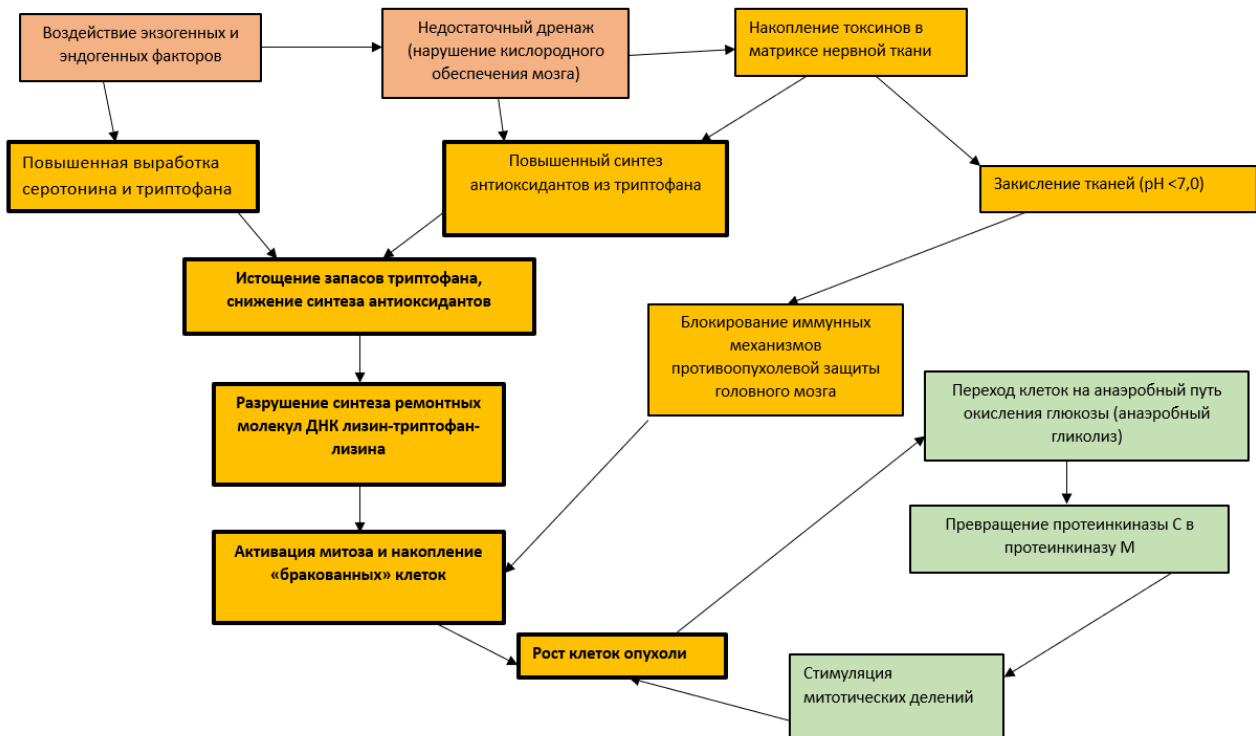 Воздействие экзогенных и
эндогенных факторов
Недостаточный дренаж
(нарушение кислородного
обеспечения мозга)
Накопление токсинов в
матриксе нервной ткани
Повышенная выработка
серотонина и триптофана
Повышенный синтез
антиоксидантов из триптофана
Закисление тканей (pH <7,0)
Истощение запасов триптофана,
снижение синтеза антиоксидантов
Блокирование иммунных
механизмов
противоопухолевой защиты
головного мозга
Разрушение синтеза ремонтных
молекул ДНК лизин-триптофан-
лизина
Переход клеток на анаэробный путь
окисления глюкозы (анаэробный
гликолиз)
Превращение протеинкиназы С в
протеинкиназу М
Активация митоза и накопление
«бракованных» клеток
Рост клеток опухоли
Стимуляция
митотических делений